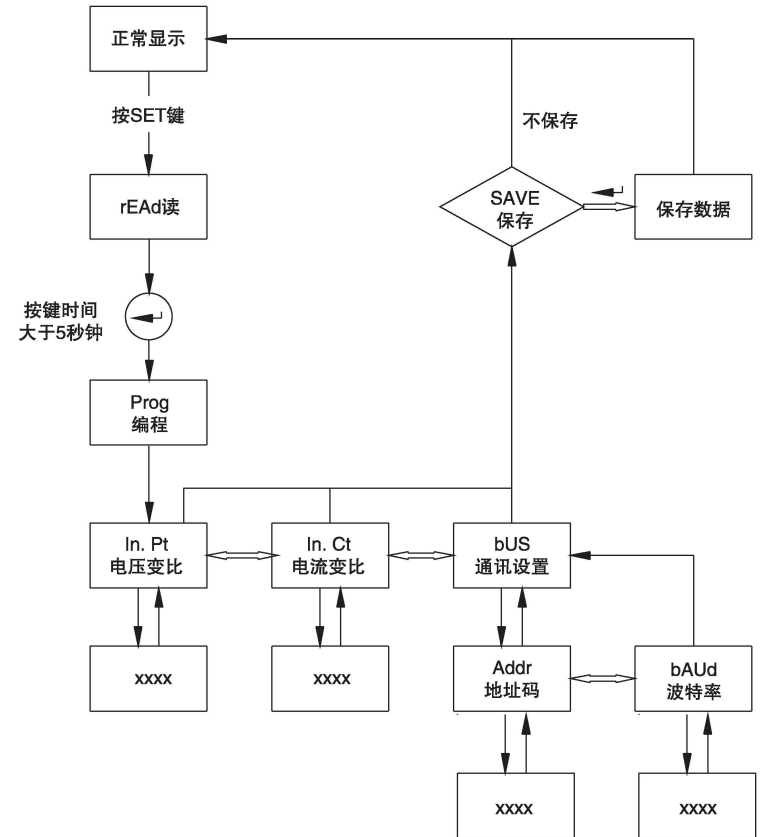 正常显示
按SET键
不保存
rEAd读
SAVE
保存
保存数据
按键时间
大于5秒钟
Prog
编程
In. Pt
电压变比
In. Ct
电流变比
bUS
通讯设置
xxxx
xxxx
Addr
地址码
bAUd
波特率
xxxx
xxxx